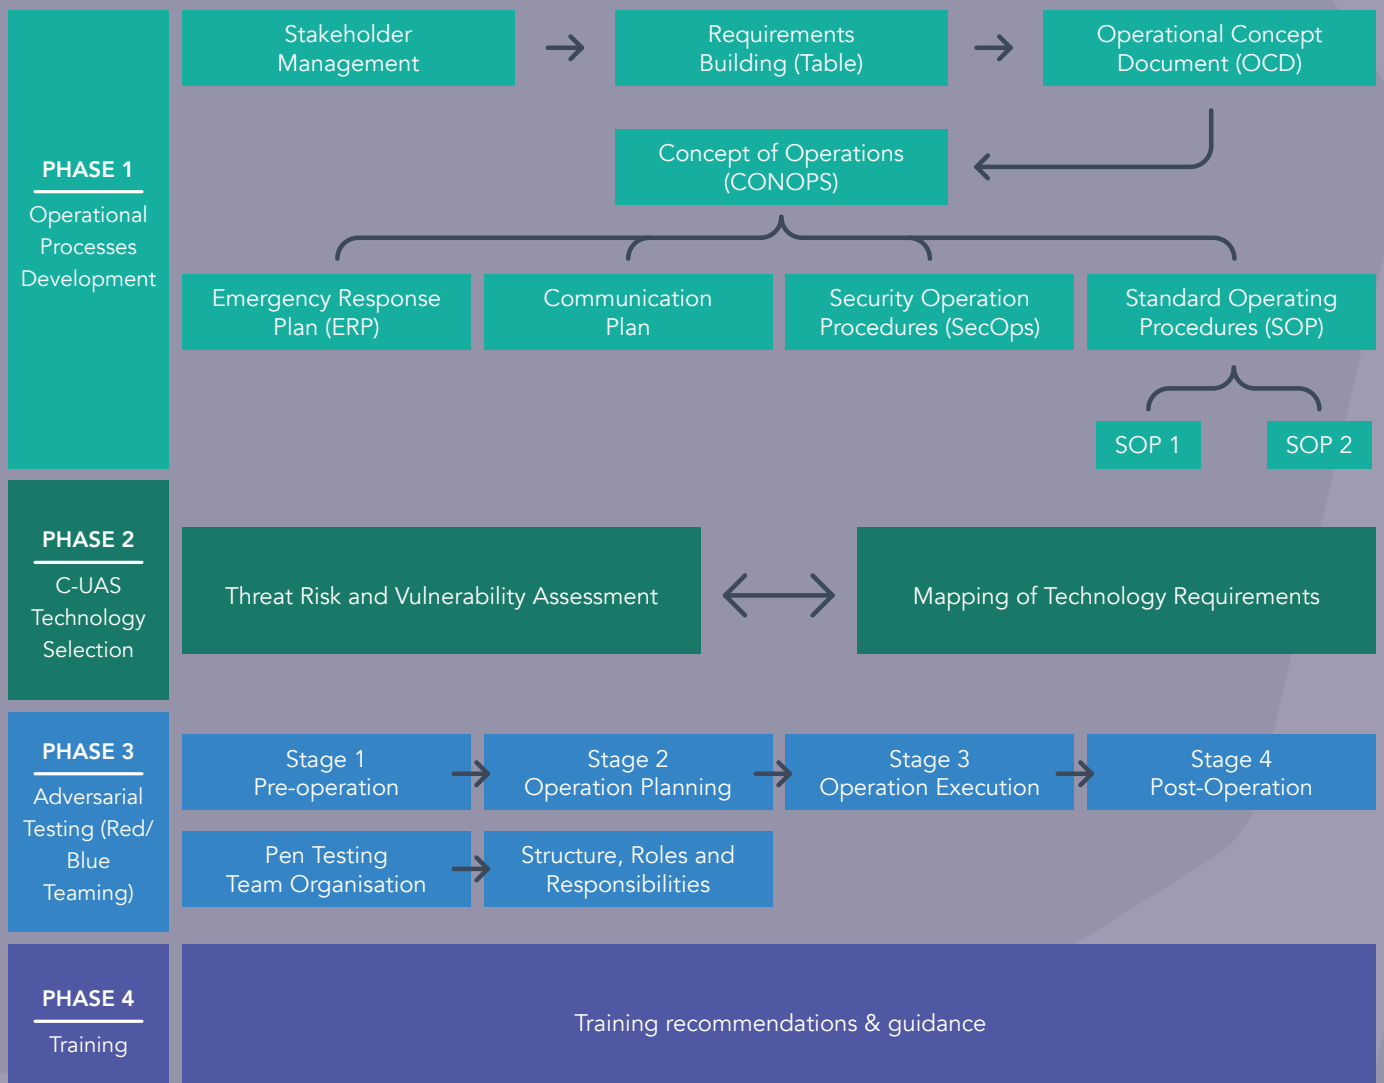 PHASE 1
Operational
Processes
Development
Stakeholder
Management
Requirements
Building (Table)
Operational Concept
Document (OCD)
Concept of Operations
(CONOPS)
Emergency Response
Plan (ERP)
Communication
Plan
Security Operation
Procedures (SecOps)
Standard Operating
Procedures (SOP)
SOP 1
SOP 2
PHASE 2
C-UAS
Technology
Selection
Threat Risk and Vulnerability Assessment
Mapping of Technology Requirements
PHASE 3
Adversarial
Testing (Red/
Blue
Teaming)
Stage 1
Pre-operation
Stage 2
Operation Planning
Stage 3
Operation Execution
Stage 4
Post-Operation
Pen Testing
Team Organisation
Structure, Roles and
Responsibilities
PHASE 4
Training
Training recommendations & guidance